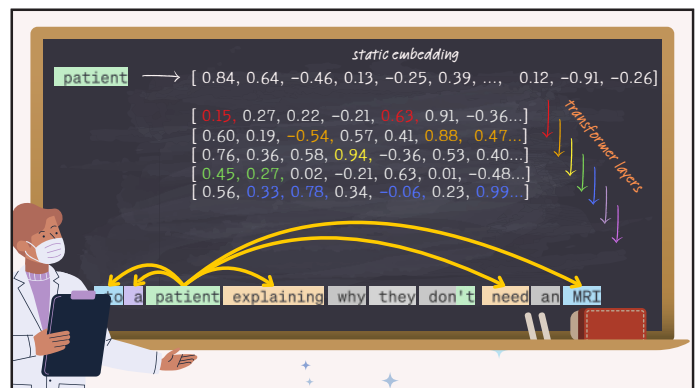 static embedding
patient [ 0.84, 0.64, −0.46, 0.13, −0.25, 0.39, ..., 0.12, −0.91, −0.26]
[ 0.15, 0.27, 0.22, −0.21, 0.63, 0.91, −0.36...]
[ 0.60, 0.19, −0.54, 0.57, 0.41, 0.88, 0.47...]
[ 0.76, 0.36, 0.58, 0.94, −0.36, 0.53, 0.40...]
[ 0.45, 0.27, 0.02, −0.21, 0.63, 0.01, −0.48...]
[ 0.56, 0.33, 0.78, 0.34, −0.06, 0.23, 0.99...]
transformer layers
to a patient explaining why they don't need an MRI